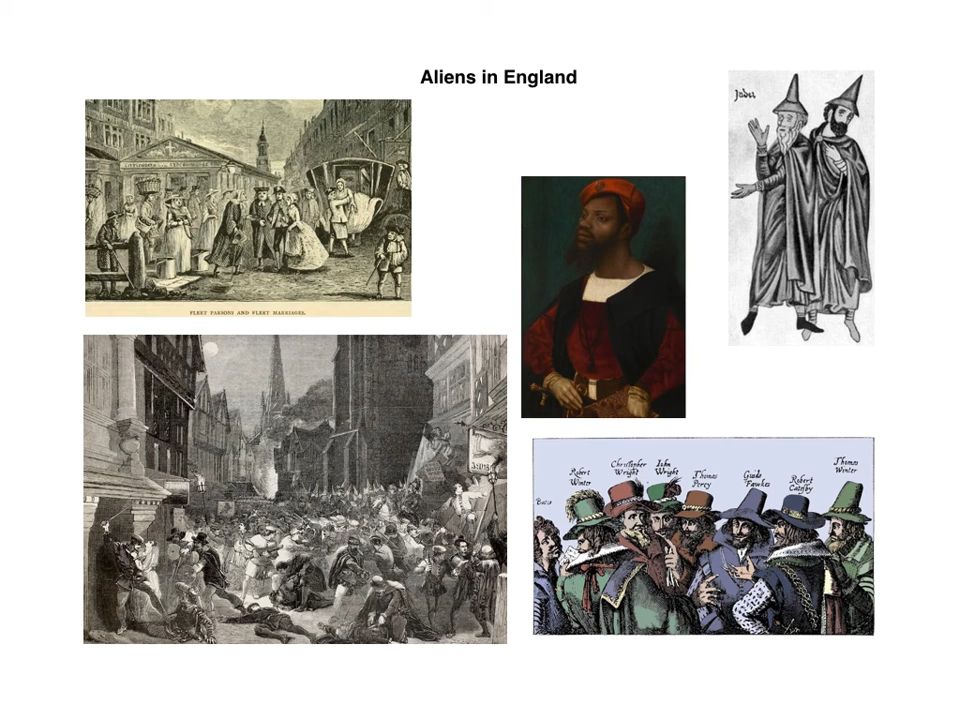 Aliens in England
FLEET PARSONS AND FLEET MARRIAGES.
Bates
Robert
Winter
Christopher
Wright
John
Wright
Thomas
Percy
Guido
Fawkes
Robert
Catesby
Thomas
Winter